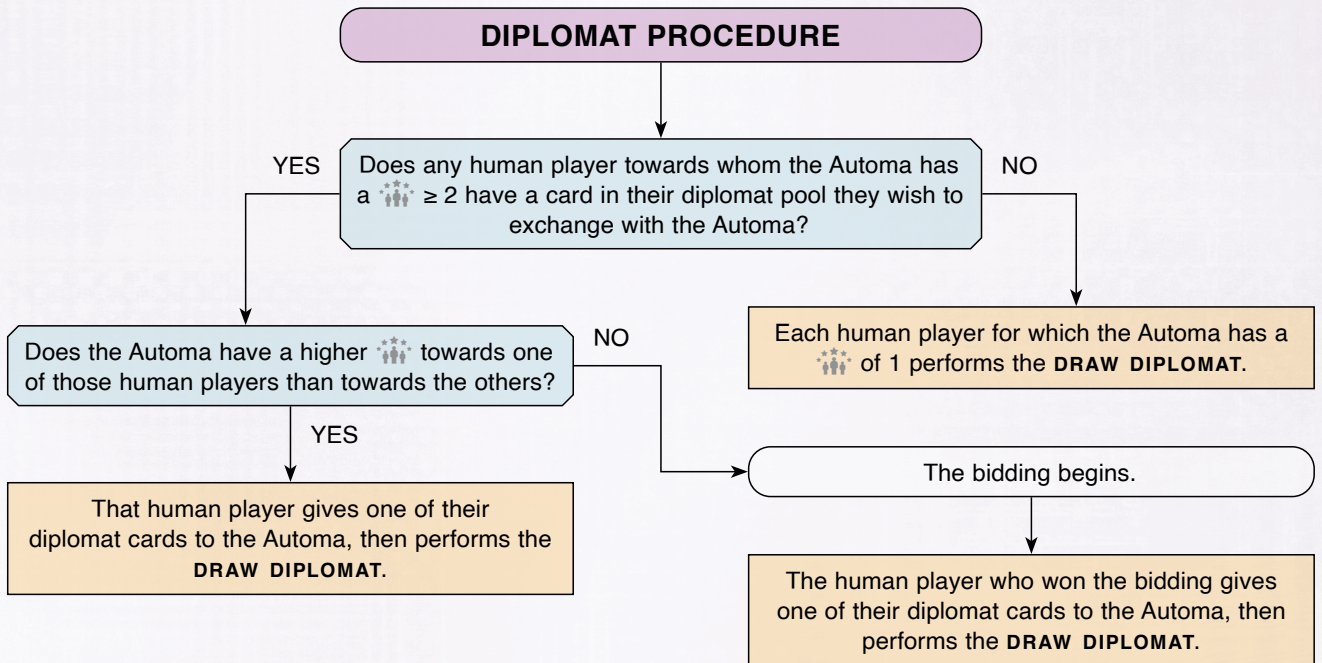 DIPLOMAT PROCEDURE
YES
Does any human player towards whom the Automa has
a ≥ 2 have a card in their diplomat pool they wish to
exchange with the Automa?
NO
Does the Automa have a higher towards one
of those human players than towards the others?
NO
Each human player for which the Automa has a
of 1 performs the DRAW DIPLOMAT.
YES
That human player gives one of their
diplomat cards to the Automa, then performs the
DRAW DIPLOMAT.
The bidding begins.
The human player who won the bidding gives
one of their diplomat cards to the Automa, then
performs the DRAW DIPLOMAT.